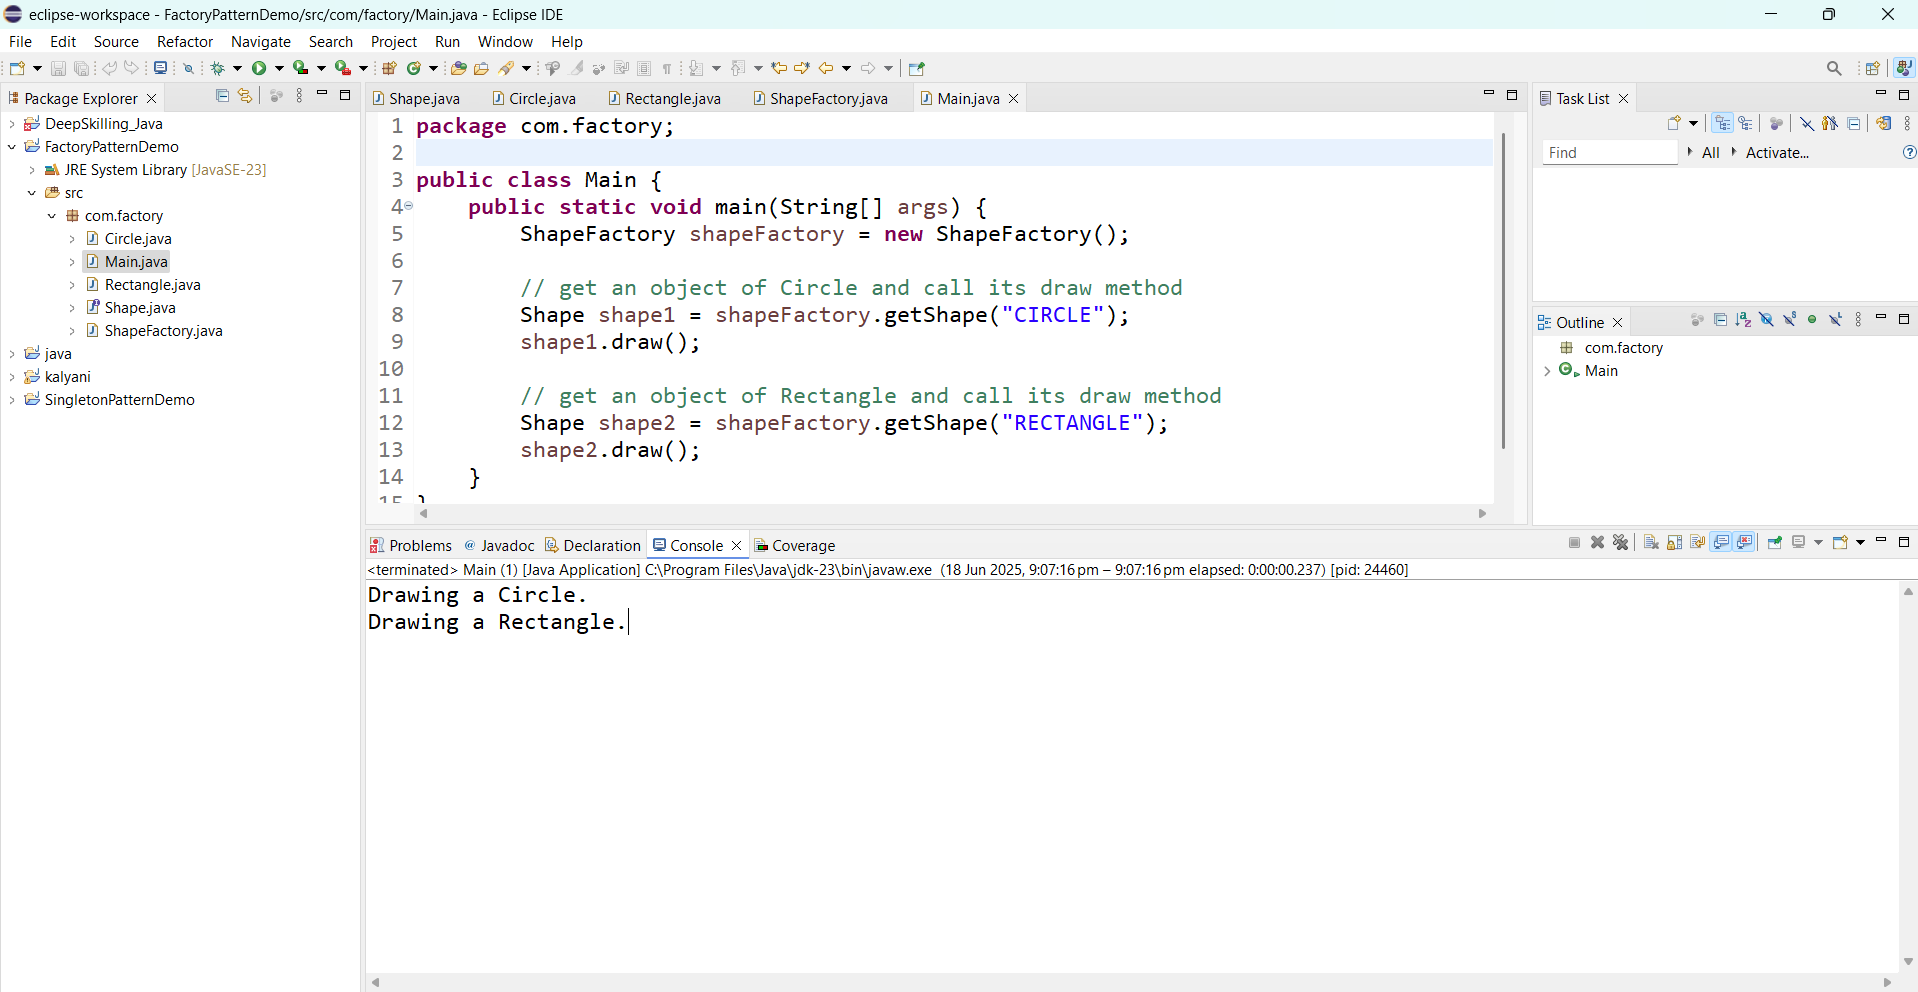 eclipse-workspace - FactoryPatternDemo/src/com/factory/Main.java - Eclipse IDE
File Edit Source Refactor Navigate Search Project Run Window Help
Package Explorer
DeepSkilling_Java
FactoryPatternDemo
JRE System Library [JavaSE-23]
src
com.factory
Circle.java
Main.java
Rectangle.java
Shape.java
ShapeFactory.java
java
kalyani
SingletonPatternDemo
Shape.java Circle.java Rectangle.java ShapeFactory.java Main.java
1 package com.factory;
2
3 public class Main {
4 public static void main(String[] args) {
5 ShapeFactory shapeFactory = new ShapeFactory();
6
7 // get an object of Circle and call its draw method
8 Shape shape1 = shapeFactory.getShape("CIRCLE");
9 shape1.draw();
10
11 // get an object of Rectangle and call its draw method
12 Shape shape2 = shapeFactory.getShape("RECTANGLE");
13 shape2.draw();
14 }
15 }
Task List
Find All Activate...
Outline
com.factory
Main
Problems Javadoc Declaration Console Coverage
<terminated> Main (1) [Java Application] C:\Program Files\Java\jdk-23\bin\javaw.exe (18 Jun 2025, 9:07:16 pm – 9:07:16 pm elapsed: 0:00:00.237) [pid: 24460]
Drawing a Circle.
Drawing a Rectangle.